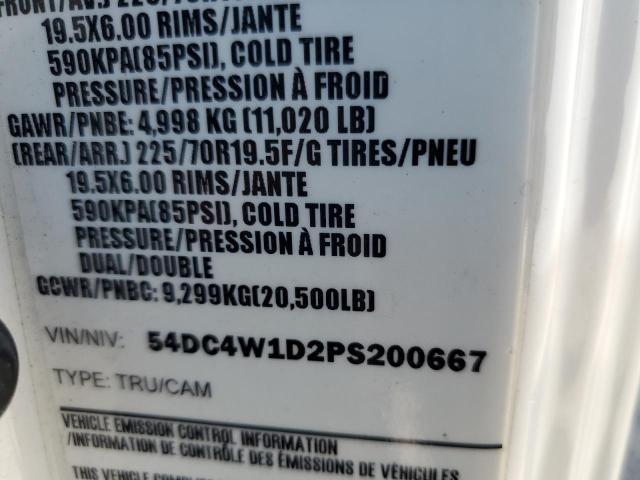 19.5X6.00 RIMS/JANTE
590KPA(85PSI), COLD TIRE
PRESSURE/PRESSION À FROID
GAWR/PNBE: 4,998 KG (11,020 LB)
(REAR/ARR.) 225/70R19.5F/G TIRES/PNEU
19.5X6.00 RIMS/JANTE
590KPA(85PSI), COLD TIRE
PRESSURE/PRESSION À FROID
DUAL/DOUBLE
GCWR/PNBC: 9,299KG(20,500LB)
VIN/NIV: 54DC4W1D2PS200667
TYPE: TRU/CAM
VEHICLE EMISSION CONTROL INFORMATION
/INFORMATION DE CONTRÔLE DES ÉMISSIONS DE VÉHICULES
THIS VEHICLE